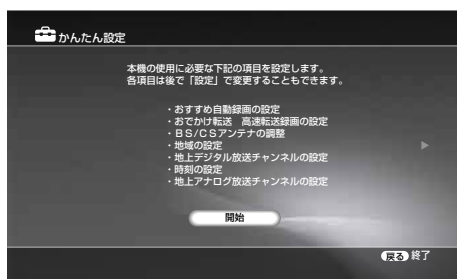 かんたん設定
本機の使用に必要な下記の項目を設定します。
各項目は後で「設定」で変更することもできます。
・おすすめ自動録画の設定
・おでかけ転送 高速転送録画の設定
・BS/CSアンテナの調整
・地域の設定
・地上デジタル放送チャンネルの設定
・時刻の設定
・地上アナログ放送チャンネルの設定
開始
戻る 終了